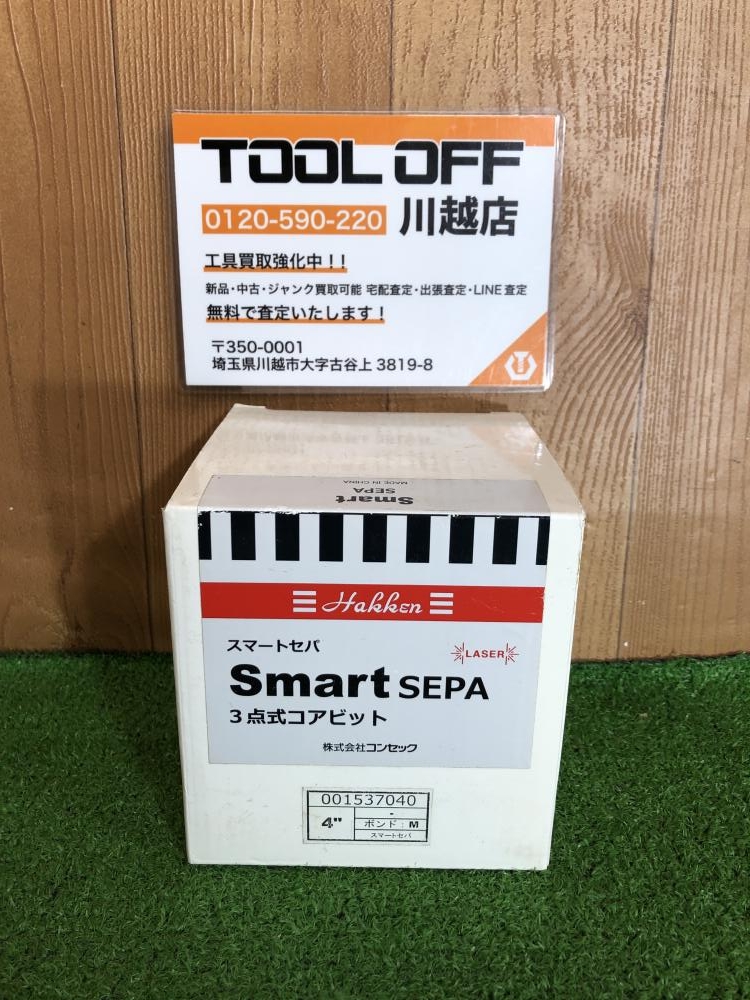 TOOL OFF
0120-590-220 川越店
工具買取強化中!!
新品・中古・ジャンク買取可能 宅配査定・出張査定・LINE査定
無料で査定いたします!
〒350-0001
埼玉県川越市大字古谷上 3819-8
Smart
SEPA
MADE IN CHINA
Hakken
スマートセパ
LASER
Smart SEPA
3点式コアビット
株式会社コンセック
001537040
4"
-
ボンド:M
スマートセパ